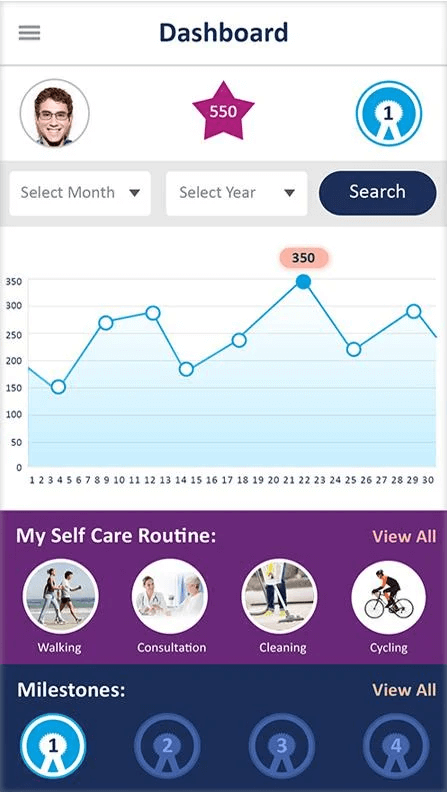 Dashboard
550
1
Select Month
Select Year
Search
350
350
300
250
200
150
100
50
0
1 2 3 4 5 6 7 8 9 10 11 12 13 14 15 16 17 18 19 20 21 22 23 24 25 26 27 28 29 30
My Self Care Routine:
View All
Walking
Consultation
Cleaning
Cycling
Milestones:
View All
1
2
3
4